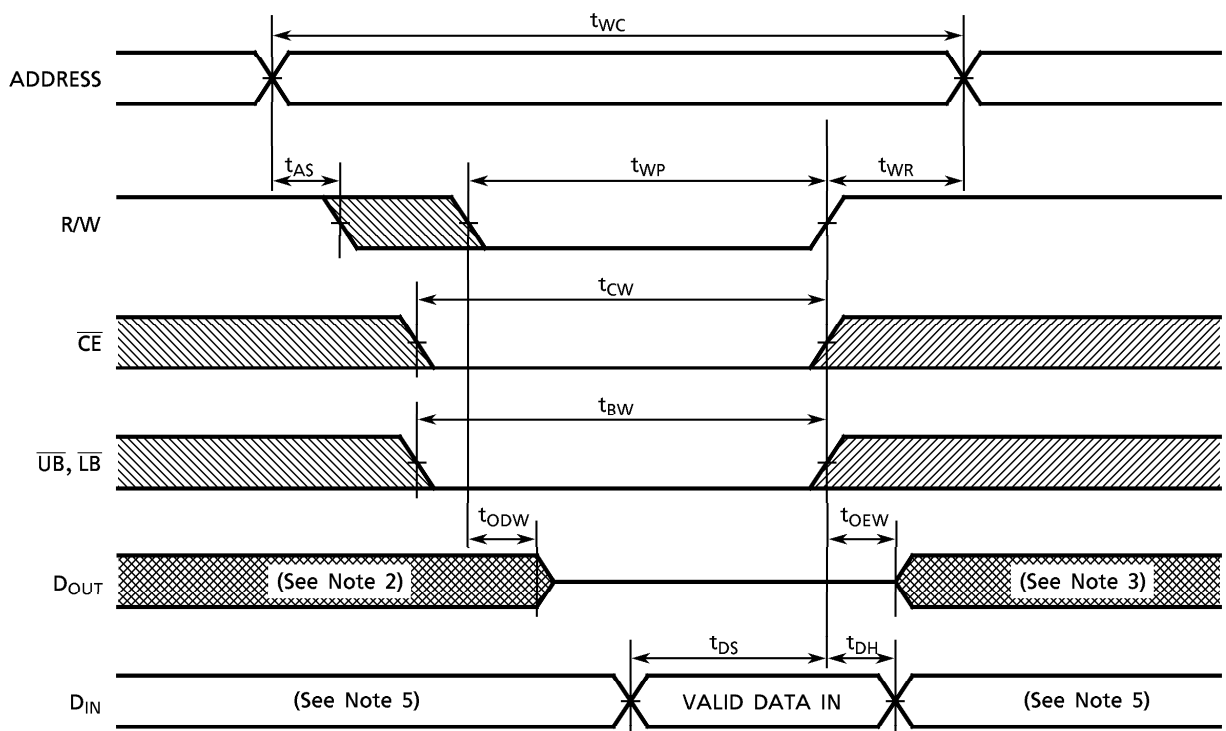 tWC
ADDRESS
tAS
tWP
tWR
R/W
tCW
CE
tBW
UB, LB
tODW
tOEW
DOUT
(See Note 2)
(See Note 3)
tDS
tDH
DIN
(See Note 5)
VALID DATA IN
(See Note 5)